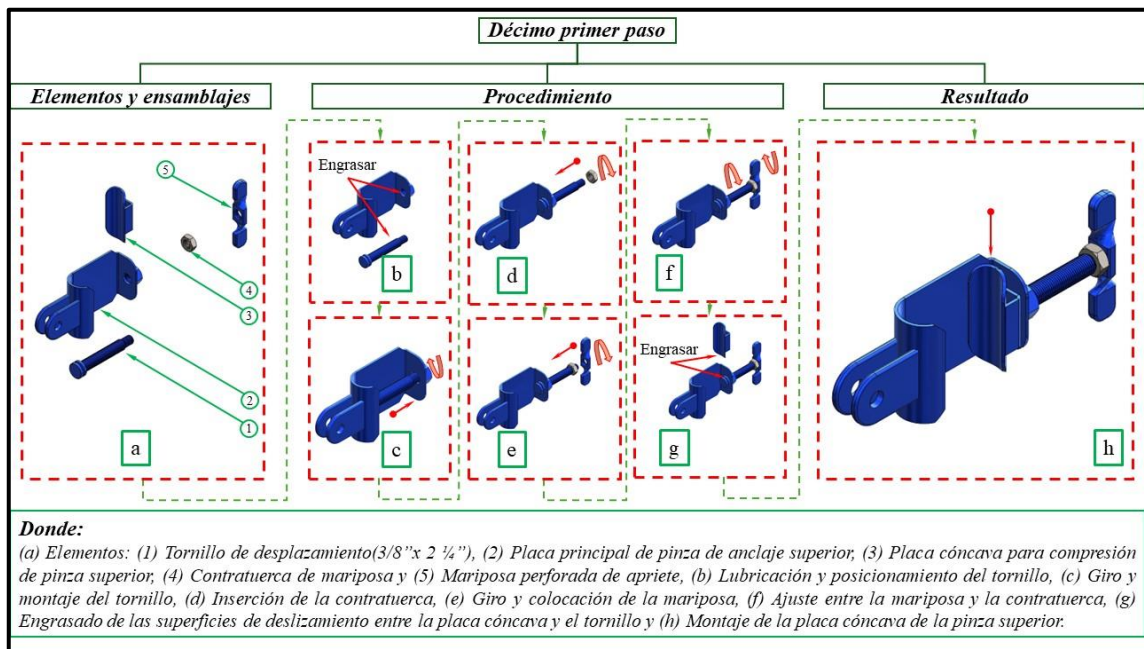 Décimo primer paso
Elementos y ensamblajes
Procedimiento
Resultado
5
4
3
2
1
a
Engrasar
b
c
d
e
f
Engrasar
g
h
Donde:
(a) Elementos: (1) Tornillo de desplazamiento(3/8”x 2 ¼”), (2) Placa principal de pinza de anclaje superior, (3) Placa cóncava para compresión
de pinza superior, (4) Contratuerca de mariposa y (5) Mariposa perforada de apriete, (b) Lubricación y posicionamiento del tornillo, (c) Giro y
montaje del tornillo, (d) Inserción de la contratuerca, (e) Giro y colocación de la mariposa, (f) Ajuste entre la mariposa y la contratuerca, (g)
Engrasado de las superficies de deslizamiento entre la placa cóncava y el tornillo y (h) Montaje de la placa cóncava de la pinza superior.